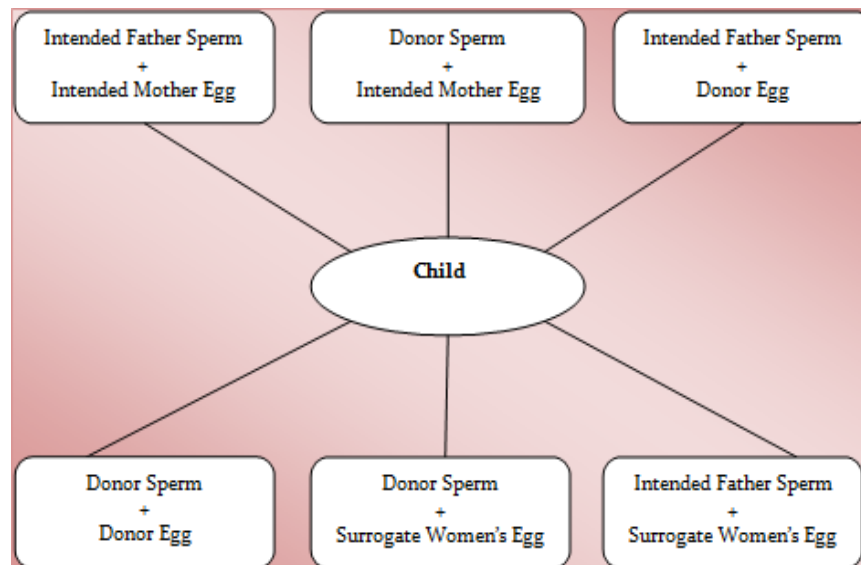 Intended Father Sperm
+
Intended Mother Egg
Donor Sperm
+
Intended Mother Egg
Intended Father Sperm
+
Donor Egg
Child
Donor Sperm
+
Donor Egg
Donor Sperm
+
Surrogate Women's Egg
Intended Father Sperm
+
Surrogate Women's Egg